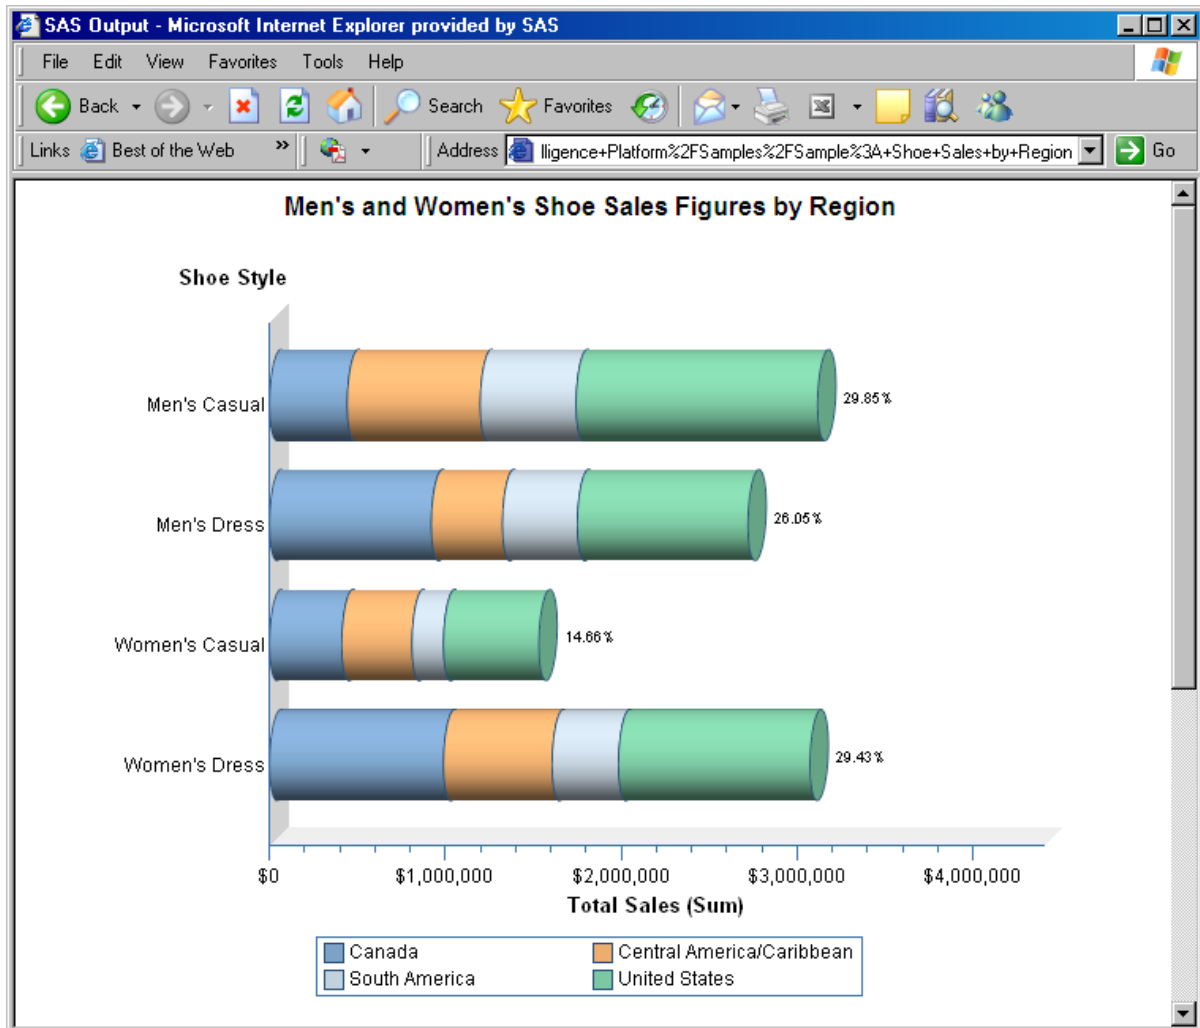 SAS Output - Microsoft Internet Explorer provided by SAS
File Edit View Favorites Tools Help
Back Search Favorites
Links Best of the Web » Address lligence+Platform%2FSamples%2FSample%3A+Shoe+Sales+by+Region Go
Men's and Women's Shoe Sales Figures by Region
Shoe Style
Men's Casual 29.85%
Men's Dress 26.05%
Women's Casual 14.66%
Women's Dress 29.43%
$0 $1,000,000 $2,000,000 $3,000,000 $4,000,000
Total Sales (Sum)
Canada Central America/Caribbean
South America United States